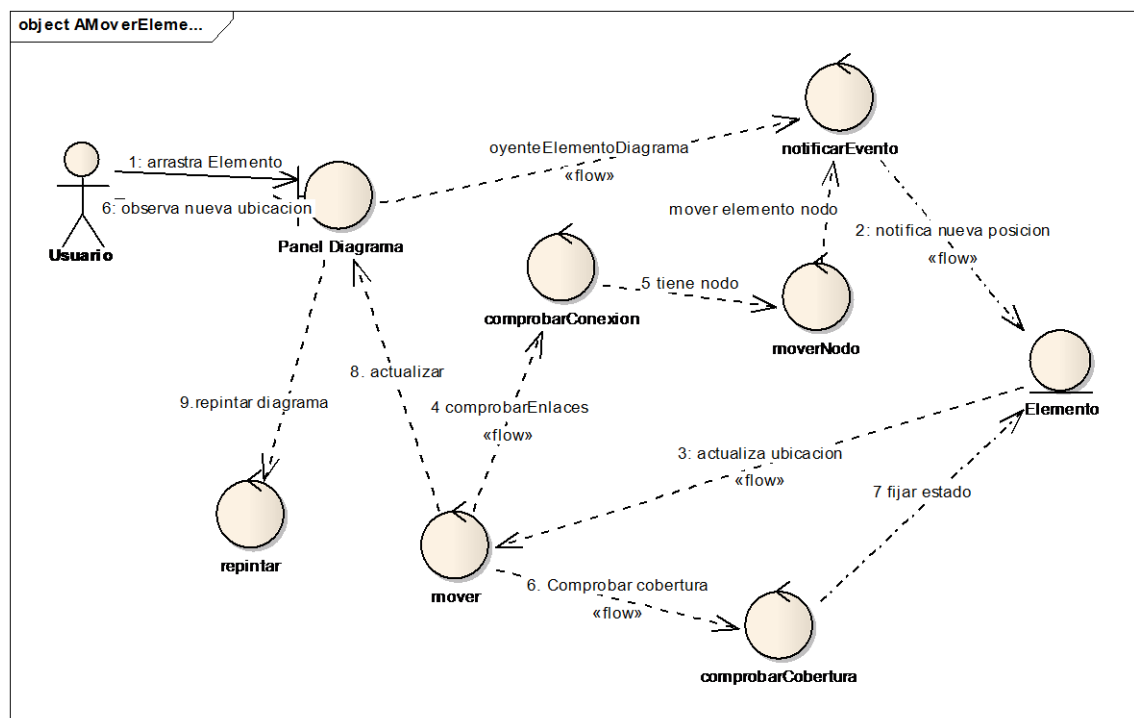 object AMoverEleme...
notificarEvento
oyenteElementoDiagrama
«flow»
1: arrastra Elemento
6: observa nueva ubicacion
Usuario
Panel Diagrama
mover elemento nodo
2: notifica nueva posicion
«flow»
comprobarConexion
5 tiene nodo
moverNodo
8. actualizar
9.repintar diagrama
4 comprobarEnlaces
«flow»
Elemento
3: actualiza ubicacion
«flow»
7 fijar estado
repintar
mover
6. Comprobar cobertura
«flow»
comprobarCobertura